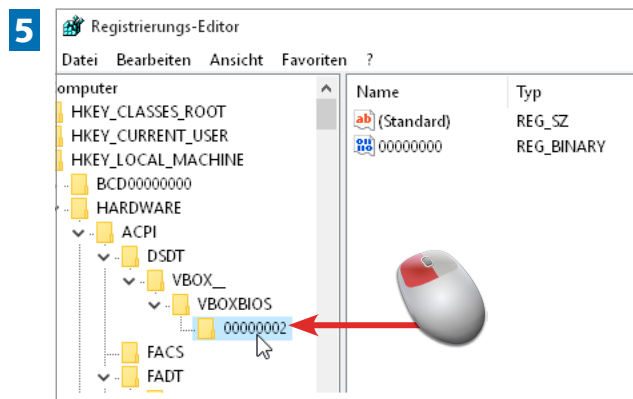 5
Registrierungs-Editor
Datei Bearbeiten Ansicht Favoriten ?
omputer
HKEY_CLASSES_ROOT
HKEY_CURRENT_USER
HKEY_LOCAL_MACHINE
BCD00000000
HARDWARE
ACPI
DSDT
VBOX__
VBOXBIOS
00000002
FACS
FADT
Name Typ
ab (Standard) REG_SZ
00000000 REG_BINARY